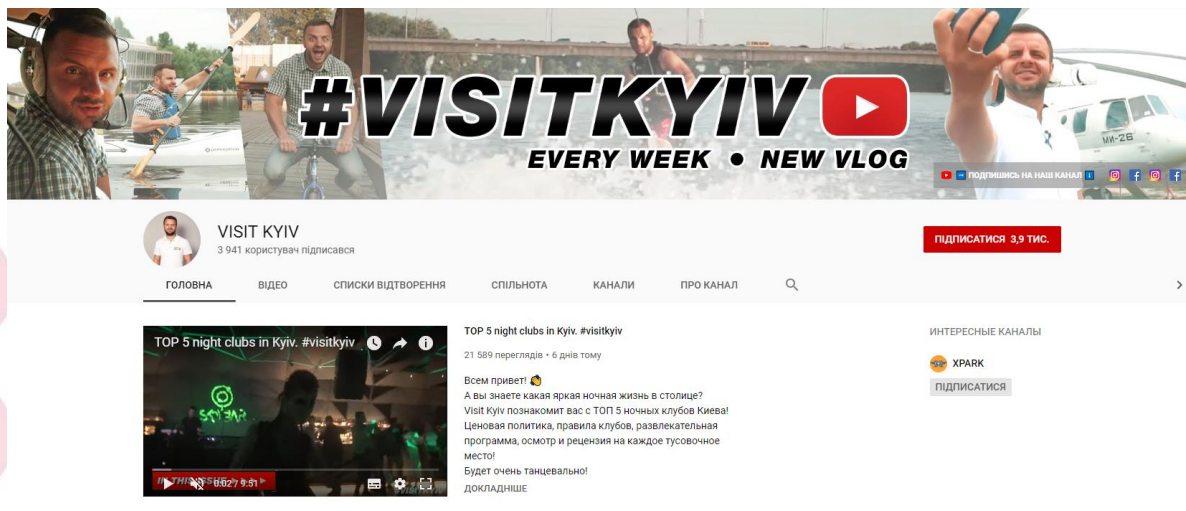 #VISITKYIV
EVERY WEEK • NEW VLOG
МИ-26
ПОДПИШИСЬ НА НАШ КАНАЛ
VISIT KYIV
3 941 користувач підписався
ПІДПИСАТИСЯ 3,9 ТИС.
ГОЛОВНА ВІДЕО СПИСКИ ВІДТВОРЕННЯ СПІЛЬНОТА КАНАЛИ ПРО КАНАЛ
TOP 5 night clubs in Kyiv. #visitkyiv
0:02 / 9:51
TOP 5 night clubs in Kyiv. #visitkyiv
21 589 переглядів • 6 днів тому
Всем привет! 👏
А вы знаете какая яркая ночная жизнь в столице?
Visit Kyiv познакомит вас с ТОП 5 ночных клубов Киева!
Ценовая политика, правила клубов, развлекательная
программа, осмотр и рецензия на каждое тусовочное
место!
Будет очень танцевально!
ДОКЛАДНІШЕ
ИНТЕРЕСНЫЕ КАНАЛЫ
XPARK
ПІДПИСАТИСЯ